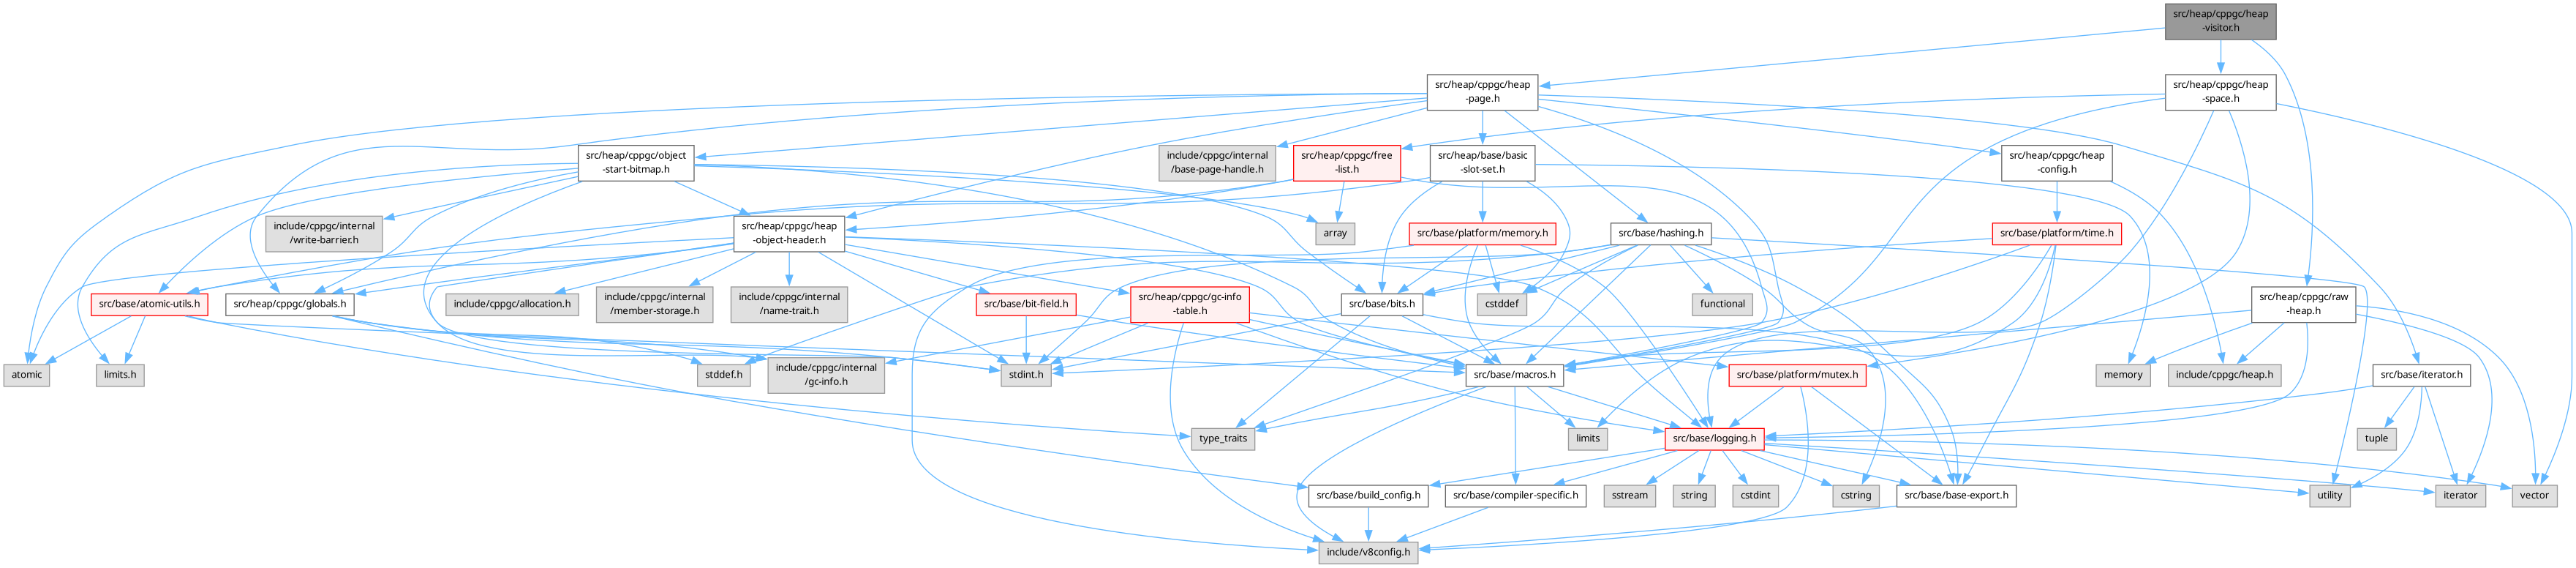 src/heap/cppgc/heap
-visitor.h
src/heap/cppgc/heap
-page.h
src/heap/cppgc/heap
-space.h
src/heap/cppgc/object
-start-bitmap.h
include/cppgc/internal
/base-page-handle.h
src/heap/cppgc/free
-list.h
src/heap/base/basic
-slot-set.h
src/heap/cppgc/heap
-config.h
include/cppgc/internal
/write-barrier.h
src/heap/cppgc/heap
-object-header.h
array
src/base/platform/memory.h
src/base/hashing.h
src/base/platform/time.h
src/base/atomic-utils.h
src/heap/cppgc/globals.h
include/cppgc/allocation.h
include/cppgc/internal
/member-storage.h
include/cppgc/internal
/name-trait.h
src/base/bit-field.h
src/heap/cppgc/gc-info
-table.h
src/base/bits.h
cstddef
functional
src/heap/cppgc/raw
-heap.h
atomic
limits.h
stddef.h
include/cppgc/internal
/gc-info.h
stdint.h
src/base/macros.h
src/base/platform/mutex.h
memory
include/cppgc/heap.h
src/base/iterator.h
type_traits
limits
src/base/logging.h
tuple
src/base/build_config.h
src/base/compiler-specific.h
sstream
string
cstdint
cstring
src/base/base-export.h
utility
iterator
vector
include/v8config.h